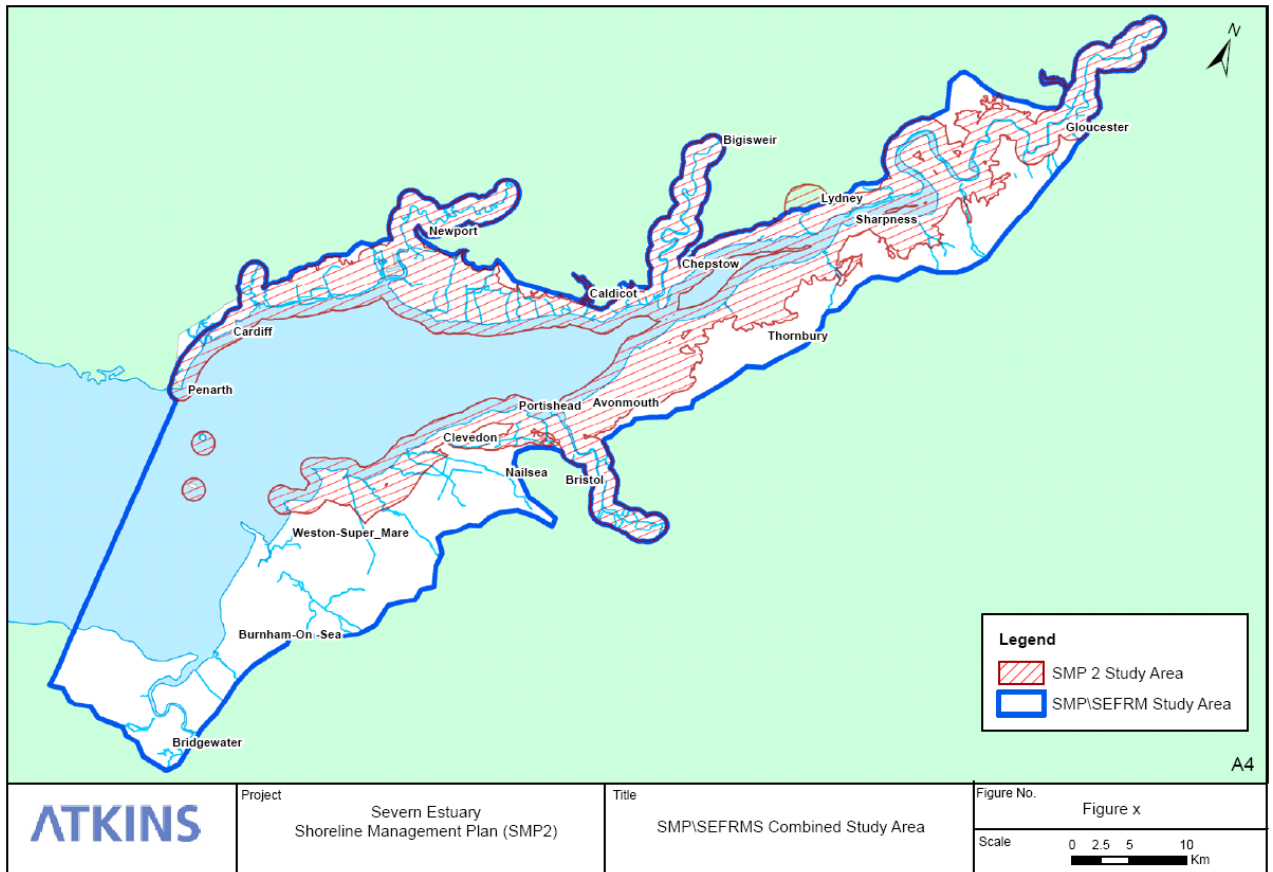 N
Bigisweir
Gloucester
Lydney
Sharpness
Newport
Chepstow
Caldicot
Cardiff
Thornbury
Penarth
Portishead
Avonmouth
Clevedon
Nailsea
Bristol
Weston-Super_Mare
Burnham-On -Sea
Bridgewater
Legend
SMP 2 Study Area
SMP\SEFRM Study Area
A4
ATKINS
Project
Severn Estuary
Shoreline Management Plan (SMP2)
Title
SMP\SEFRMS Combined Study Area
Figure No.
Figure x
Scale
0 2.5 5 10
Km